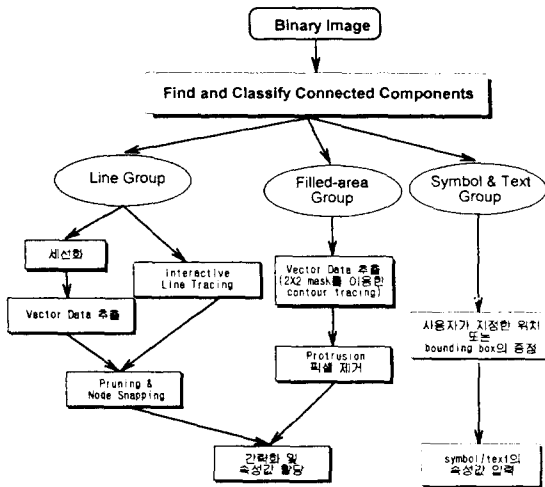 Binary Image
Find and Classify Connected Components
Line Group
Filled-area
Group
Symbol & Text
Group
세선화
Interactive
Line Tracing
Vector Data 추출
Vector Data 추출
(2X2 mask를 이용한
contour tracing)
사용자가 지정한 위치
또는
bounding box의 중점
Pruning &
Node Snapping
Protrusion
픽셀 제거
간략화 및
속성값 할당
symbol/text의
속성값 입력